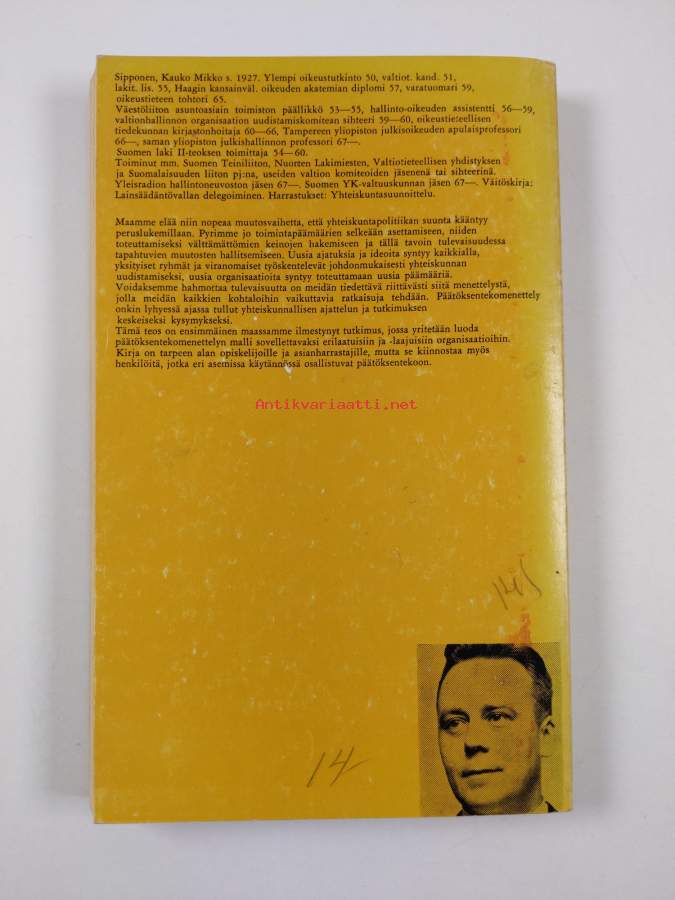 Sipponen, Kauko Mikko s. 1927. Ylempi oikeustutkinto 50, valtiot. kand. 51,
lakit. lis. 55, Haagin kansainväl. oikeuden akatemian diplomi 57, varatuomari 59,
oikeustieteen tohtori 65.
Väestöliiton asuntoasiain toimiston päällikkö 53—55, hallinto-oikeuden assistentti 56—59,
valtionhallinnon organisaation uudistamiskomitean sihteeri 59—60, oikeustieteellisen
tiedekunnan kirjastonhoitaja 60—66, Tampereen yliopiston julkisoikeuden apulaisprofessori
66—, saman yliopiston julkishallinnon professori 67—.
Suomen laki II-teoksen toimittaja 54—60.
Toiminut mm. Suomen Teiniliiton, Nuorten Lakimiesten, Valtiotieteellisen yhdistyksen
ja Suomalaisuuden liiton pj:na, useiden valtion komiteoiden jäsenenä tai sihteerinä.
Yleisradion hallintoneuvoston jäsen 67—. Suomen YK-valtuuskunnan jäsen 67—. Väitöskirja:
Lainsäädäntövallan delegoiminen. Harrastukset: Yhteiskuntasuunnittelu.
Maamme elää niin nopeaa muutosvaihetta, että yhteiskuntapolitiikan suunta kääntyy
peruslukemillaan. Pyrimme jo toimintapäämäärien selkeään asettamiseen, niiden
toteuttamiseksi välttämättömien keinojen hakemiseen ja tällä tavoin tulevaisuudessa
tapahtuvien muutosten hallitsemiseen. Uusia ajatuksia ja ideoita syntyy kaikkialla,
yksityiset ryhmät ja viranomaiset työskentelevät johdonmukaisesti yhteiskunnan
uudistamiseksi, uusia organisaatioita syntyy toteuttamaan uusia päämääriä.
Voidaksemme hahmottaa tulevaisuutta on meidän tiedettävä riittävästi siitä menettelystä,
jolla meidän kaikkien kohtaloihin vaikuttavia ratkaisuja tehdään. Päätöksentekomenettely
onkin lyhyessä ajassa tullut yhteiskunnallisen ajattelun ja tutkimuksen
keskeiseksi kysymykseksi.
Tämä teos on ensimmäinen maassamme ilmestynyt tutkimus, jossa yritetään luoda
päätöksentekomenettelyn malli sovellettavaksi erilaatuisiin ja -laajuisiin organisaatioihin.
Kirja on tarpeen alan opiskelijoille ja asianharrastajille, mutta se kiinnostaa myös
henkilöitä, jotka eri asemissa käytännössä osallistuvat päätöksentekoon.
Antikvariaatti.net
14